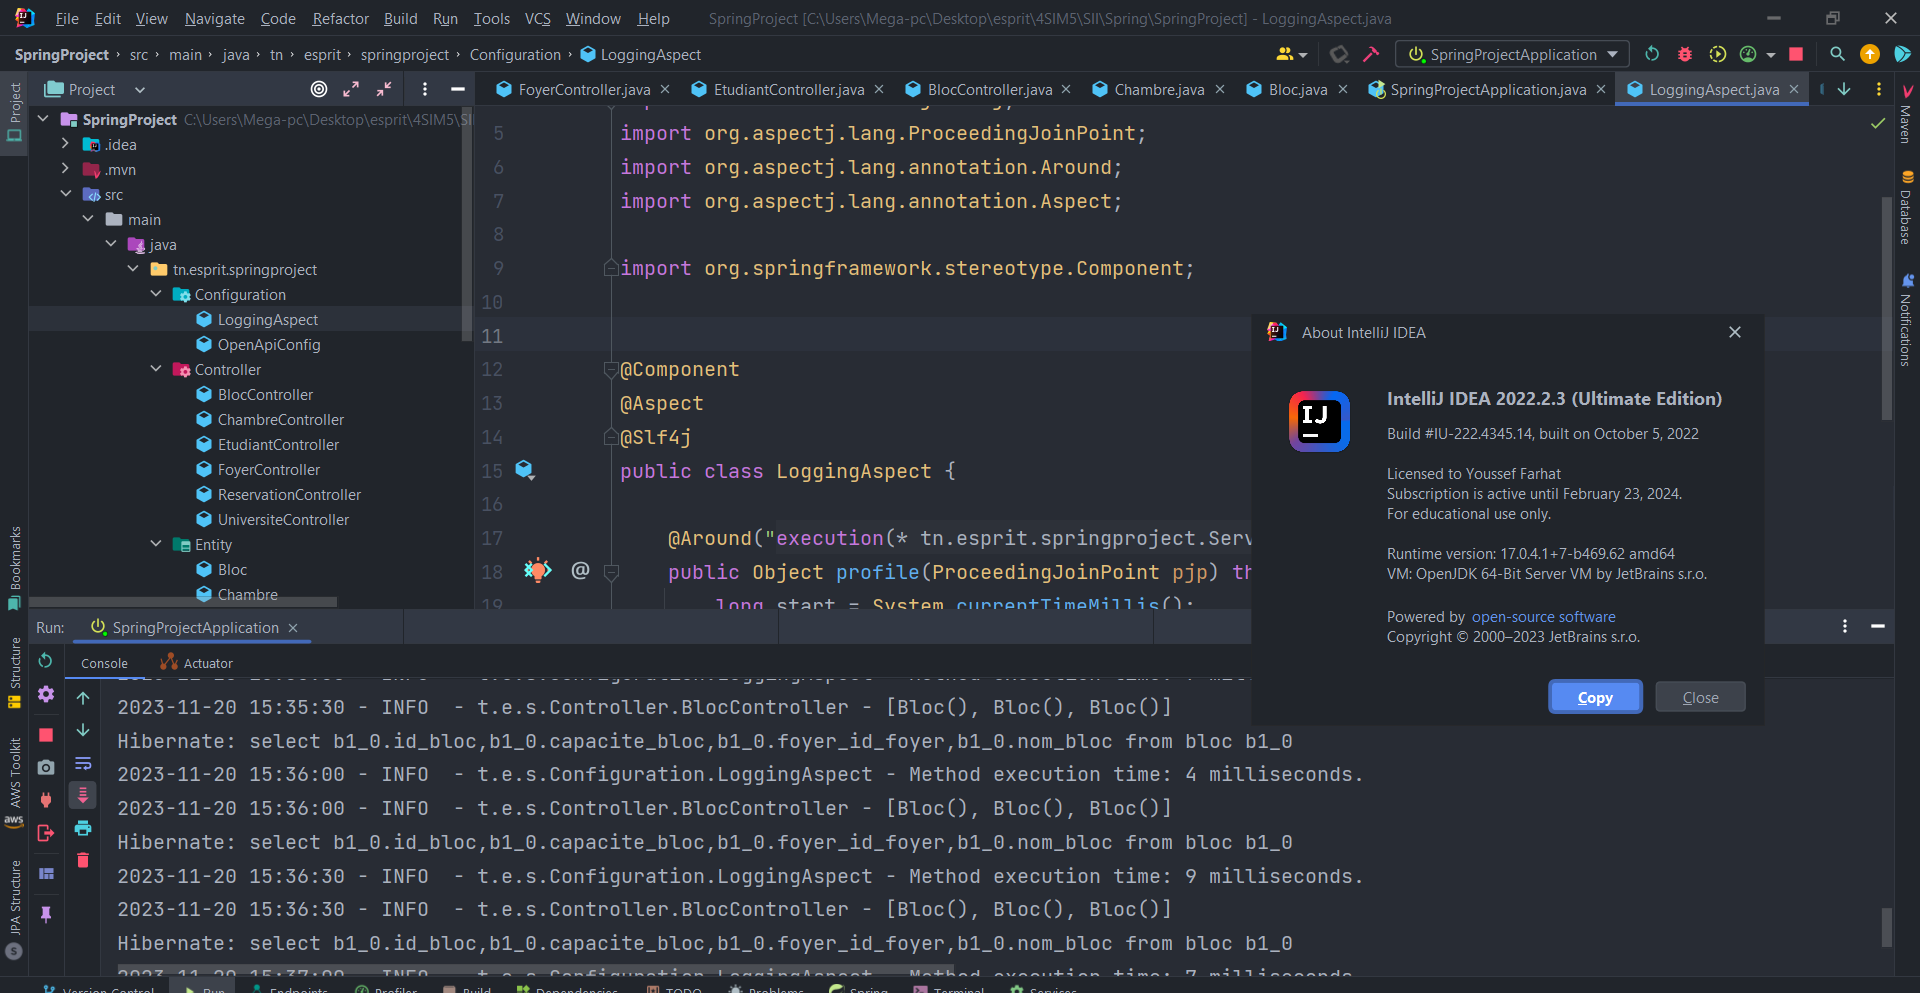 File Edit View Navigate Code Refactor Build Run Tools VCS Window Help SpringProject [C:\Users\Mega-pc\Desktop\esprit\4SIM5\SII\Spring\SpringProject] - LoggingAspect.java
SpringProject › src › main › java › tn › esprit › springproject › Configuration › LoggingAspect
SpringProjectApplication
Project
FoyerController.java
EtudiantController.java
BlocController.java
Chambre.java
Bloc.java
SpringProjectApplication.java
LoggingAspect.java
Project
Bookmarks
Structure
AWS Toolkit
aws
JPA Structure
SpringProject C:\Users\Mega-pc\Desktop\esprit\4SIM5\SI
.idea
.mvn
src
main
java
tn.esprit.springproject
Configuration
LoggingAspect
OpenApiConfig
Controller
BlocController
ChambreController
EtudiantController
FoyerController
ReservationController
UniversiteController
Entity
Bloc
Chambre
5 import org.aspectj.lang.ProceedingJoinPoint;
6 import org.aspectj.lang.annotation.Around;
7 import org.aspectj.lang.annotation.Aspect;
8
9 import org.springframework.stereotype.Component;
10
11
12 @Component
13 @Aspect
14 @Slf4j
15 public class LoggingAspect {
16
17 @Around("execution(* tn.esprit.springproject.Serv
18 @ public Object profile(ProceedingJoinPoint pjp) th
19 long start = System.currentTimeMillis();
Maven
Database
Notifications
About IntelliJ IDEA
IJ
IntelliJ IDEA 2022.2.3 (Ultimate Edition)
Build #IU-222.4345.14, built on October 5, 2022
Licensed to Youssef Farhat
Subscription is active until February 23, 2024.
For educational use only.
Runtime version: 17.0.4.1+7-b469.62 amd64
VM: OpenJDK 64-Bit Server VM by JetBrains s.r.o.
Powered by open-source software
Copyright © 2000–2023 JetBrains s.r.o.
Copy
Close
Run: SpringProjectApplication
Console Actuator
2023-11-20 15:35:30 - INFO  - t.e.s.Controller.BlocController - [Bloc(), Bloc(), Bloc()]
Hibernate: select b1_0.id_bloc,b1_0.capacite_bloc,b1_0.foyer_id_foyer,b1_0.nom_bloc from bloc b1_0
2023-11-20 15:36:00 - INFO  - t.e.s.Configuration.LoggingAspect - Method execution time: 4 milliseconds.
2023-11-20 15:36:00 - INFO  - t.e.s.Controller.BlocController - [Bloc(), Bloc(), Bloc()]
Hibernate: select b1_0.id_bloc,b1_0.capacite_bloc,b1_0.foyer_id_foyer,b1_0.nom_bloc from bloc b1_0
2023-11-20 15:36:30 - INFO  - t.e.s.Configuration.LoggingAspect - Method execution time: 9 milliseconds.
2023-11-20 15:36:30 - INFO  - t.e.s.Controller.BlocController - [Bloc(), Bloc(), Bloc()]
Hibernate: select b1_0.id_bloc,b1_0.capacite_bloc,b1_0.foyer_id_foyer,b1_0.nom_bloc from bloc b1_0
2023-11-20 15:37:00 - INFO  - t.e.s.Configuration.LoggingAspect - Method execution time: 7 milliseconds.
Version Control Run Endpoints Profiler Build Dependencies TODO Problems Spring Terminal Services